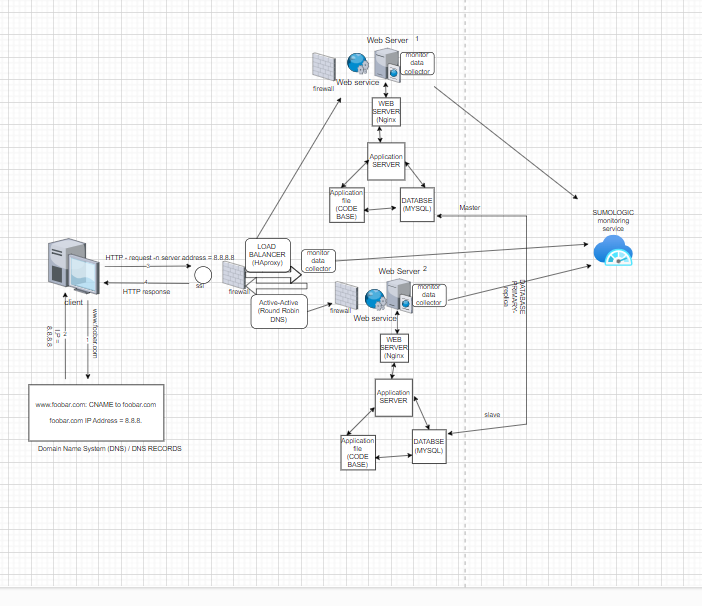 Web Server 1
monitor
data
collector
Web service
firewall
WEB
SERVER
(Nginx
Application
SERVER
Application
file
(CODE
BASE)
DATABSE
(MYSQL)
Master
SUMOLOGIC
monitoring
service
HTTP - request -n server address = 8.8.8.8
3
LOAD
BALANCER
(HAproxy)
monitor
data
collector
ssl
firewall
4
HTTP response
client
Active-Active
(Round Robin
DNS)
Web Server 2
monitor
data
collector
firewall
Web service
DATABASE
PRIMARY-
replica
www.foobar.com
1
2
IP =
8.8.8.8
WEB
SERVER
(Nginx
Application
SERVER
Application
file
(CODE
BASE)
DATABSE
(MYSQL)
slave
www.foobar.com: CNAME to foobar.com
foobar.com IP Address = 8.8.8.
Domain Name System (DNS) / DNS RECORDS